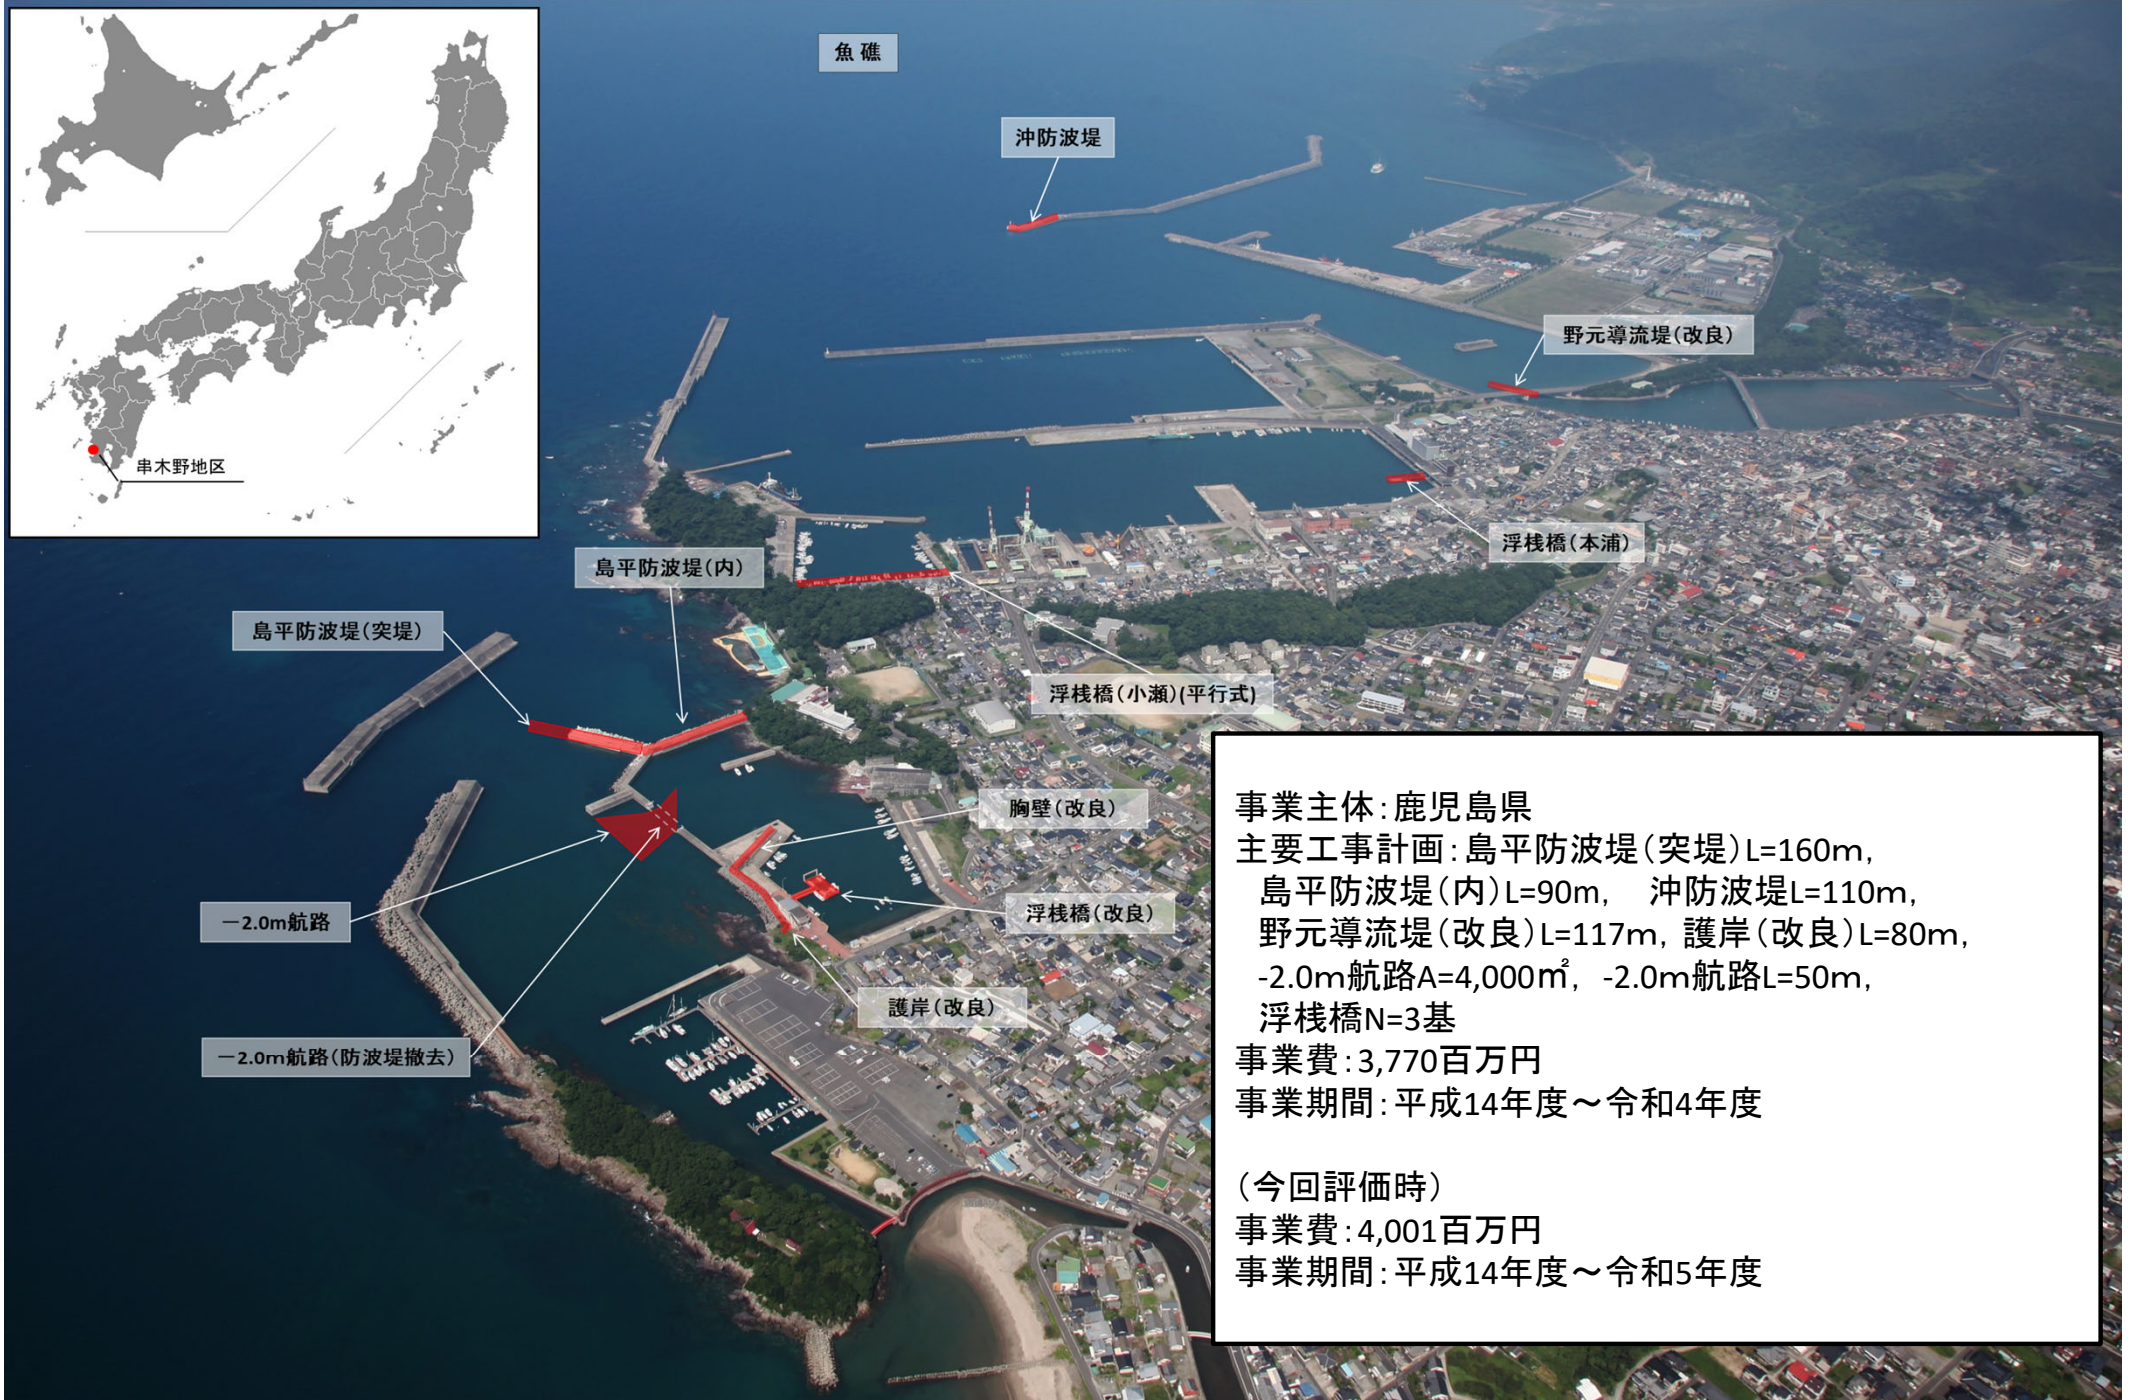 魚礁
沖防波堤
野元導流堤(改良)
串木野地区
浮桟橋(本浦)
島平防波堤(内)
島平防波堤(突堤)
浮桟橋(小瀬)(平行式)
胸壁(改良)
浮桟橋(改良)
－2.0m航路
護岸(改良)
－2.0m航路(防波堤撤去)
事業主体：鹿児島県
主要工事計画：島平防波堤(突堤)L=160m,
島平防波堤(内)L=90m,　沖防波堤L=110m,
野元導流堤(改良)L=117m, 護岸(改良)L=80m,
-2.0m航路A=4,000㎡,　-2.0m航路L=50m,
浮桟橋N=3基
事業費：3,770百万円
事業期間：平成14年度～令和4年度
(今回評価時)
事業費：4,001百万円
事業期間：平成14年度～令和5年度